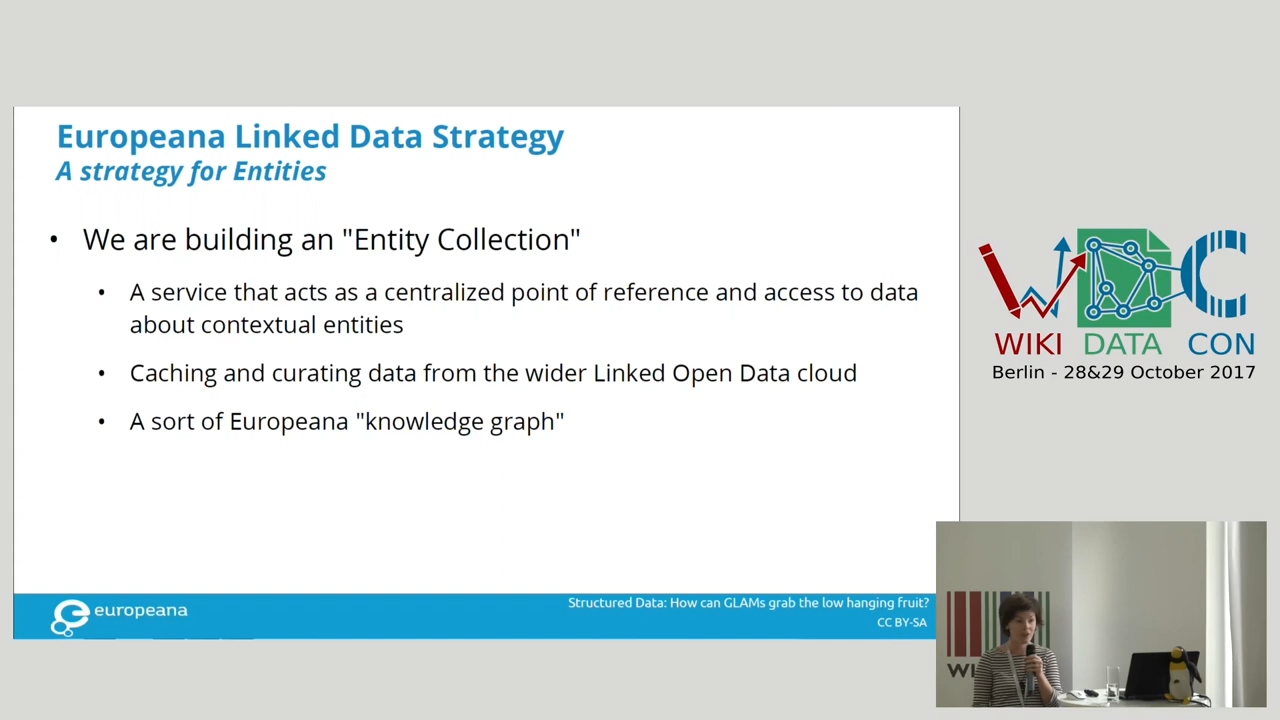 Europeana Linked Data Strategy
A strategy for Entities
• We are building an "Entity Collection"
• A service that acts as a centralized point of reference and access to data
about contextual entities
• Caching and curating data from the wider Linked Open Data cloud
• A sort of Europeana "knowledge graph"
europeana
Structured Data: How can GLAMs grab the low hanging fruit?
CC BY-SA
WIKI DATA CON
Berlin - 28&29 October 2017